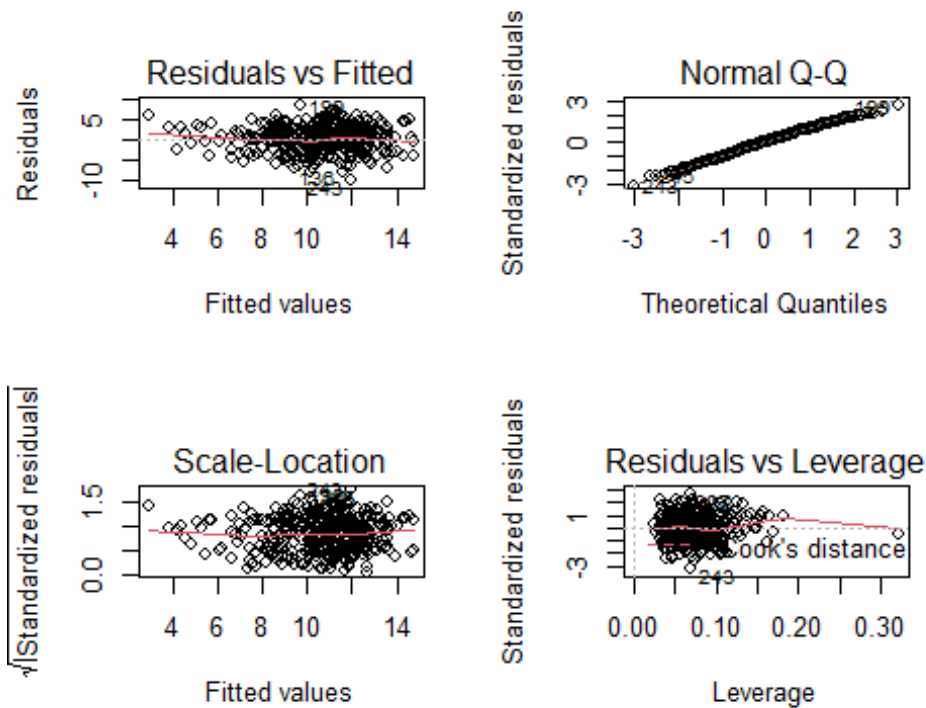 Residuals vs Fitted
Residuals
5
-10
199
136
243
4 6 8 10 12 14
Fitted values
Normal Q-Q
Standardized residuals
3
0
-3
199
243
-3 -1 0 1 2 3
Theoretical Quantiles
Scale-Location
√|Standardized residuals|
1.5
0.0
243
4 6 8 10 12 14
Fitted values
Residuals vs Leverage
Standardized residuals
1
-3
Cook's distance
243
0.00 0.10 0.20 0.30
Leverage